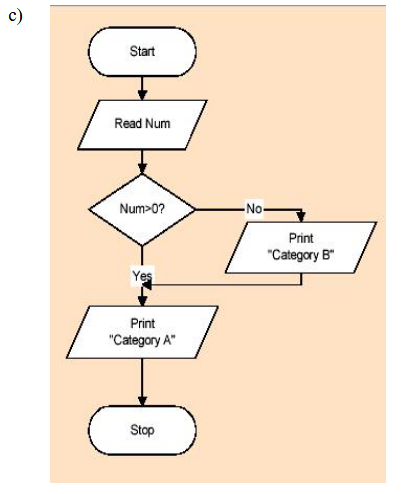 c)
Start
Read Num
Num>0?
No
Print
"Category B"
Yes
Print
"Category A"
Stop